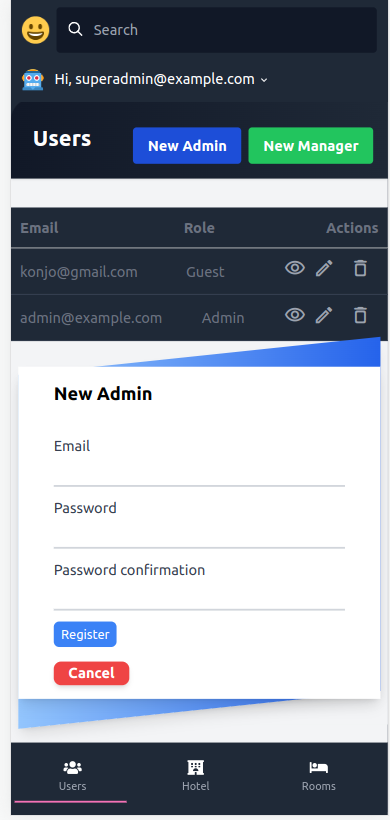 Search
Hi, superadmin@example.com
Users
New Admin
New Manager
Email Role Actions
konjo@gmail.com Guest
admin@example.com Admin
New Admin
Email
Password
Password confirmation
Register
Cancel
Users Hotel Rooms